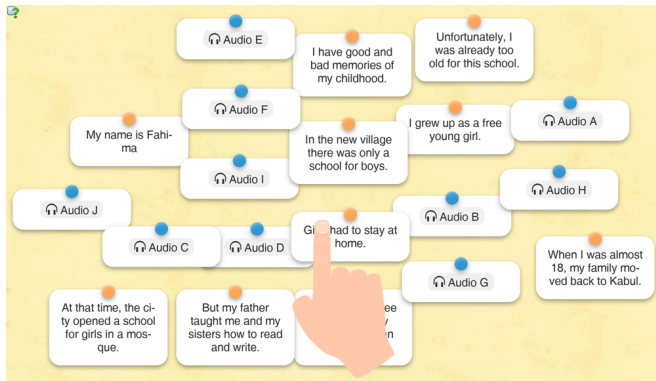 Audio E
I have good and
bad memories of
my childhood.
Unfortunately, I
was already too
old for this school.
Audio F
My name is Fahi-
ma
In the new village
there was only a
school for boys.
I grew up as a free
young girl.
Audio A
Audio I
Audio H
Audio J
Audio B
Audio C
Audio D
had to stay at
home.
When I was almost
18, my family mo-
ved back to Kabul.
Audio G
At that time, the ci-
ty opened a school
for girls in a mos-
que.
But my father
taught me and my
sisters how to read
and write.